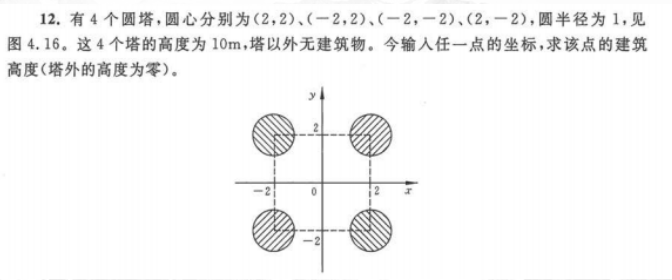 12. 有 4 个圆塔,圆心分别为(2,2)、(-2,2)、(-2,-2)、(2,-2),圆半径为 1,见
图 4.16。这 4 个塔的高度为 10m,塔以外无建筑物。今输入任一点的坐标,求该点的建筑
高度(塔外的高度为零)。
y
2
-2 0 2 x
-2